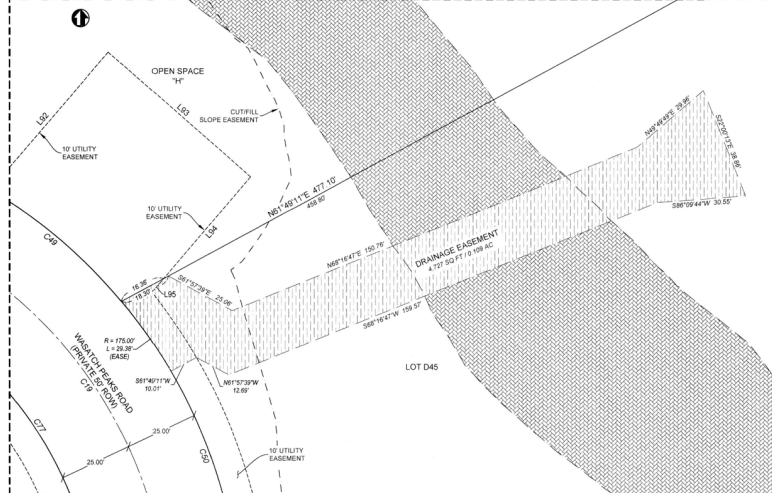 OPEN SPACE
"H"
CUT/FILL
SLOPE EASEMENT
L92
L93
10' UTILITY
EASEMENT
10' UTILITY
EASEMENT
L94
N61°49'11"E 477.10'
458.80'
N49°49'49"E 29.96'
S22°00'13"E 38.86'
S86°09'44"W 30.55'
C49
16.36'
18.30'
L95
S61°57'39"E 25.06'
N68°16'47"E 150.76'
DRAINAGE EASEMENT
4,727 SQ FT / 0.109 AC
S68°16'47"W 159.57'
R = 175.00'
L = 29.38'
(EASE)
WASATCH PEAKS ROAD
(PRIVATE 50' ROW)
C19
S61°49'11"W
10.01'
N61°57'39"W
12.69'
LOT D45
C77
25.00'
25.00'
C50
10' UTILITY
EASEMENT